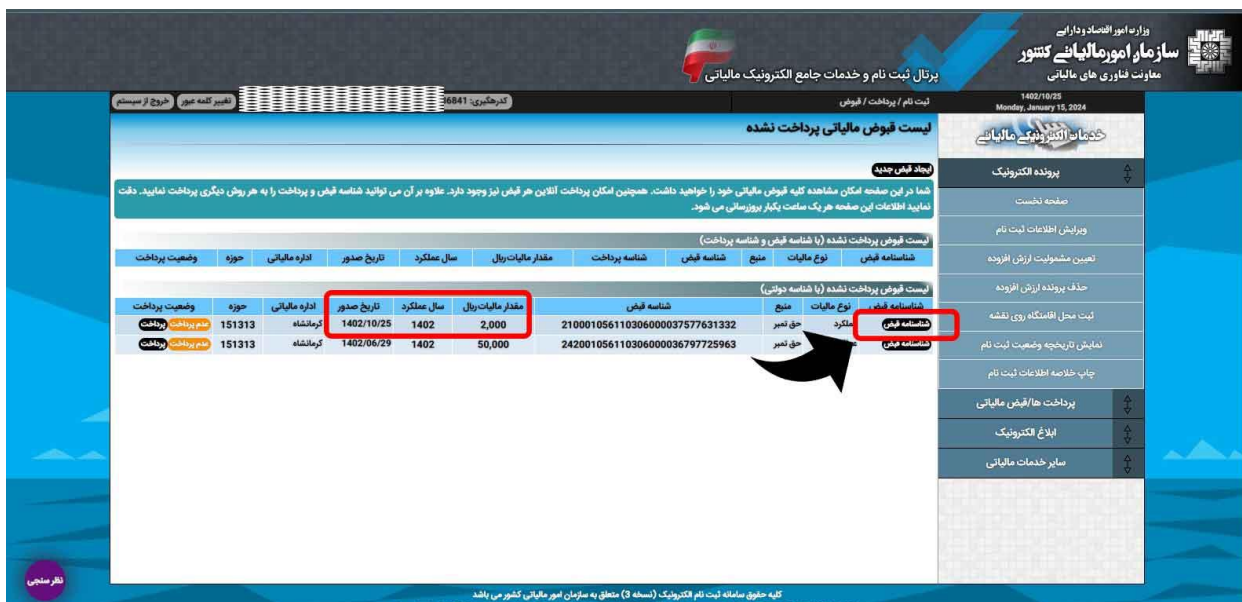 وزارت امور اقتصاد و دارایی
سازمان امور مالیاتی کشور
معاونت فناوری های مالیاتی
پرتال ثبت نام و خدمات جامع الکترونیک مالیاتی
1402/10/25
Monday, January 15, 2024
ثبت نام / پرداخت / قبوض
کدرهگیری: 6841
تغییر کلمه عبور
خروج از سیستم
خدمات الکترونیکی مالیاتی
پرونده الکترونیک
صفحه نخست
ویرایش اطلاعات ثبت نام
تعیین مشمولیت ارزش افزوده
حذف پرونده ارزش افزوده
ثبت محل اقامتگاه روی نقشه
نمایش تاریخچه وضعیت ثبت نام
چاپ خلاصه اطلاعات ثبت نام
پرداخت ها/قبض مالیاتی
ابلاغ الکترونیک
سایر خدمات مالیاتی
لیست قبوض مالیاتی پرداخت نشده
ایجاد قبض جدید
شما در این صفحه امکان مشاهده کلیه قبوض مالیاتی خود را خواهید داشت. همچنین امکان پرداخت آنلاین هر قبض نیز وجود دارد. علاوه بر آن می توانید شناسه قبض و پرداخت را به هر روش دیگری پرداخت نمایید. دقت
نمایید اطلاعات این صفحه هر یک ساعت یکبار بروزرسانی می شود.
لیست قبوض پرداخت نشده (با شناسه قبض و شناسه پرداخت)
شناسنامه قبض نوع مالیات منبع شناسه قبض شناسه پرداخت مقدار مالیات:ریال سال عملکرد تاریخ صدور اداره مالیاتی حوزه وضعیت پرداخت
لیست قبوض پرداخت نشده (با شناسه دولتی)
شناسنامه قبض نوع مالیات منبع شناسه قبض مقدار مالیات:ریال سال عملکرد تاریخ صدور اداره مالیاتی حوزه وضعیت پرداخت
شناسنامه قبض ملکرد حق تمبر 210001056110306000037577631332 2,000 1402 1402/10/25 کرمانشاه 151313 عدم پرداخت پرداخت
شناسنامه قبض حق تمبر 242001056110306000036797725963 50,000 1402 1402/06/29 کرمانشاه 151313 عدم پرداخت پرداخت
نظر سنجی
کلیه حقوق سامانه ثبت نام الکترونیک (نسخه 3) متعلق به سازمان امور مالیاتی کشور می باشد